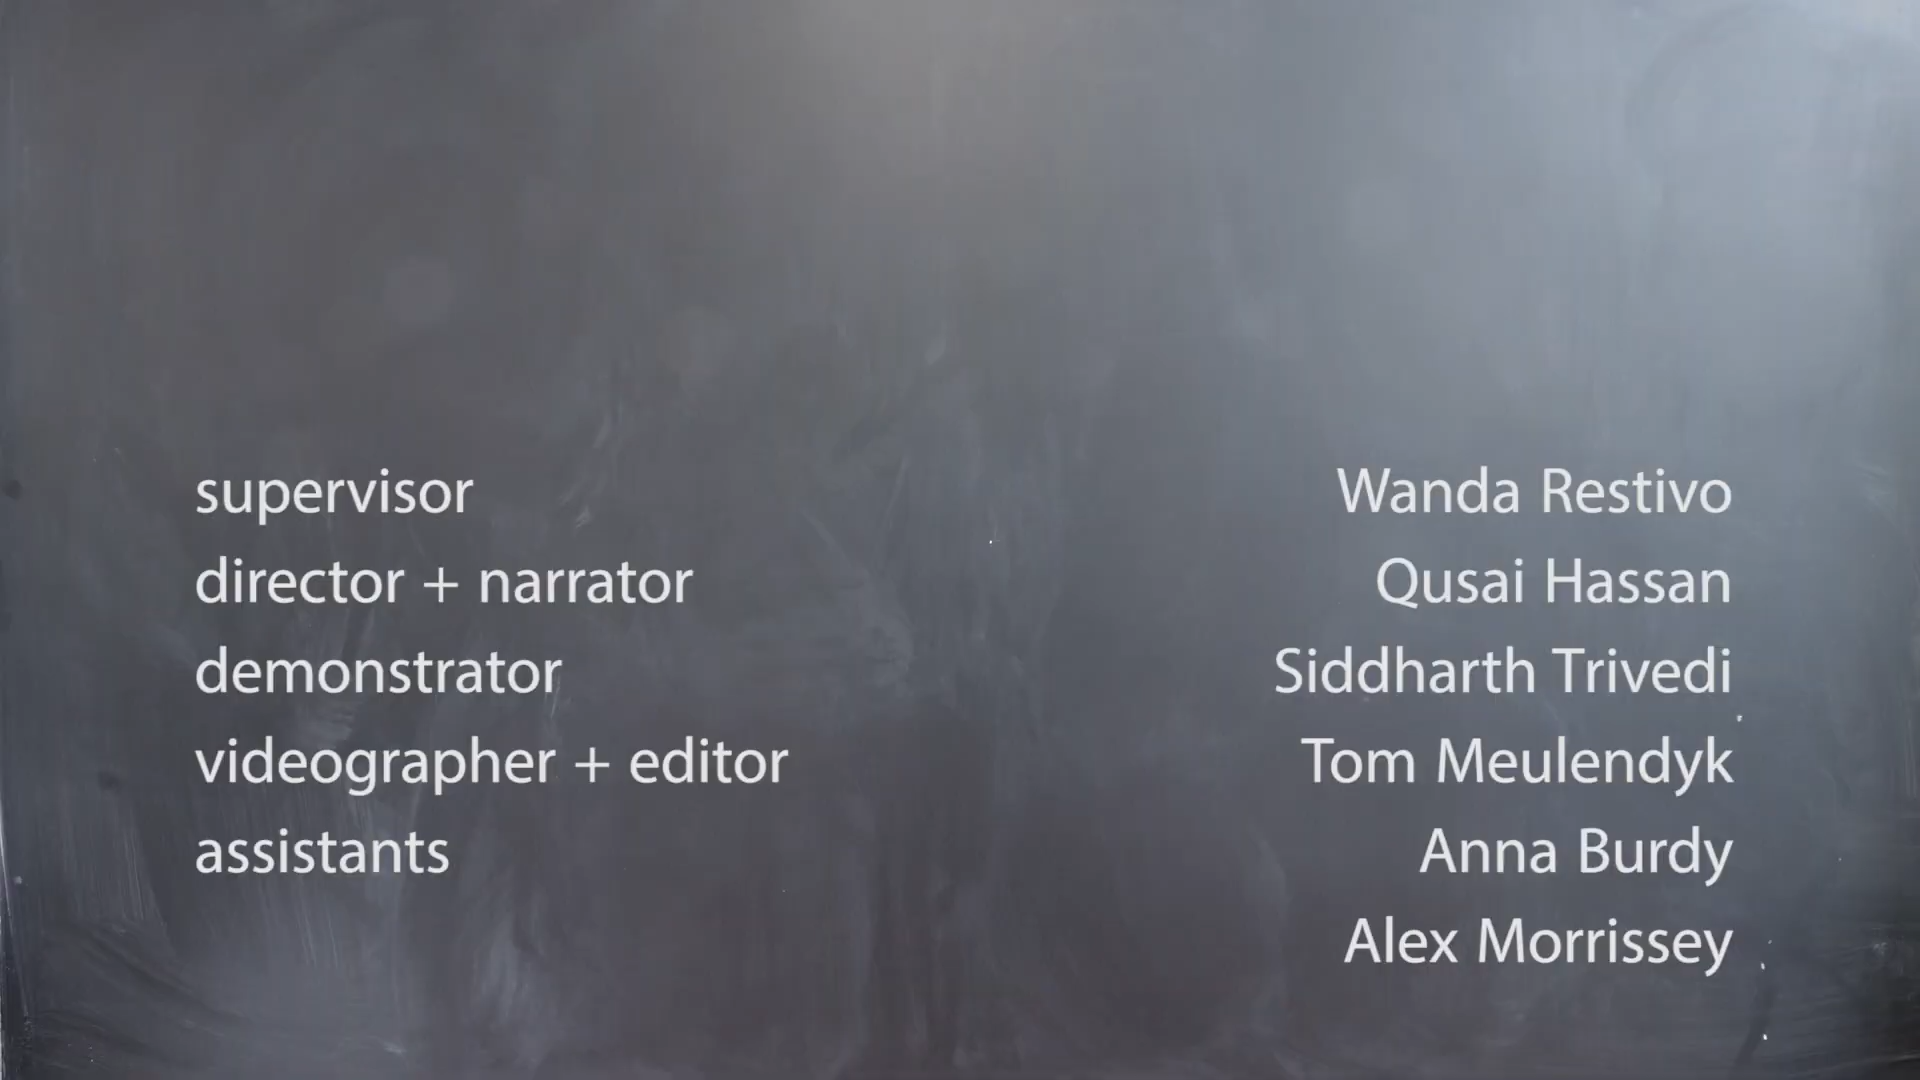 supervisor Wanda Restivo
director + narrator Qusai Hassan
demonstrator Siddharth Trivedi
videographer + editor Tom Meulendyk
assistants Anna Burdy
Alex Morrissey